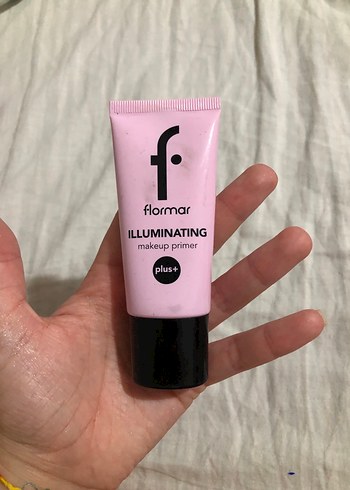 f
flormar
ILLUMINATING
makeup primer
plus+